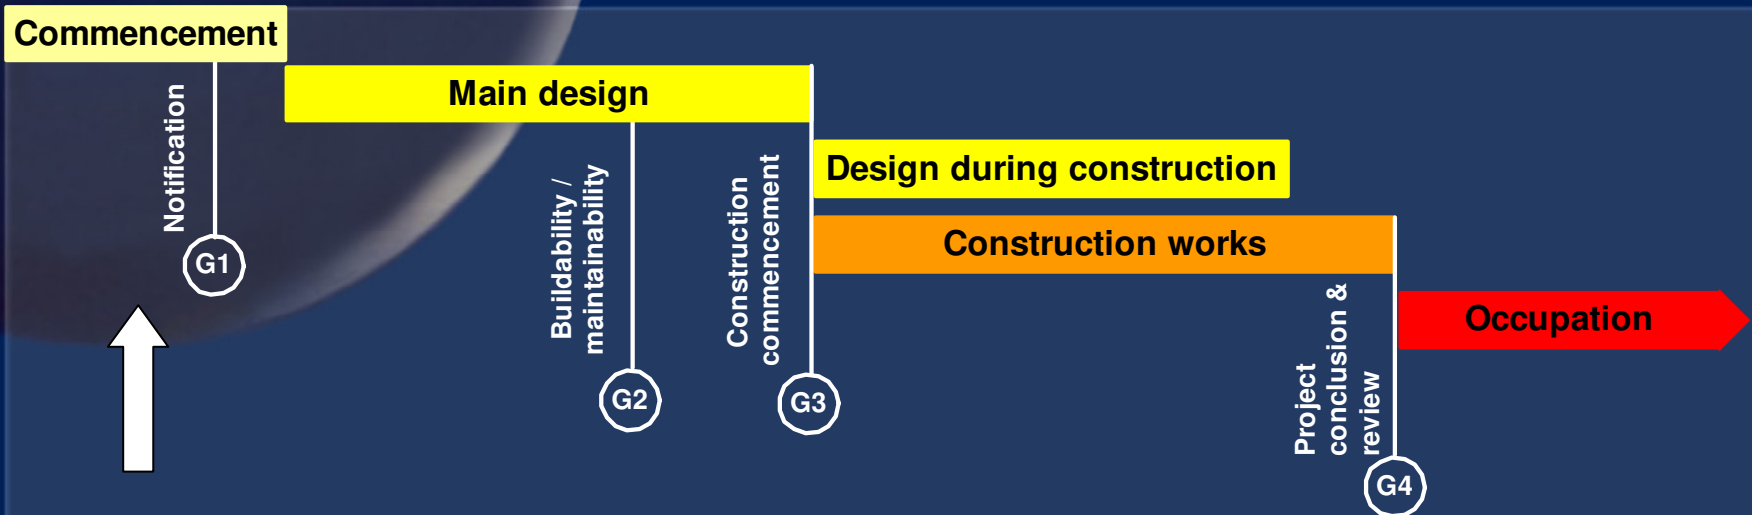 Commencement
Notification
G1
Main design
Buildability /
maintainability
G2
Construction
commencement
G3
Design during construction
Construction works
Project
conclusion &
review
G4
Occupation